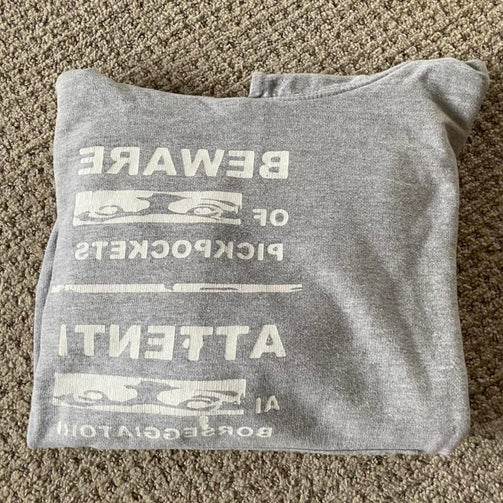 BEWARE
OF
PICKPOCKETS
ATTENTI
AI
BORSEGGIATORI